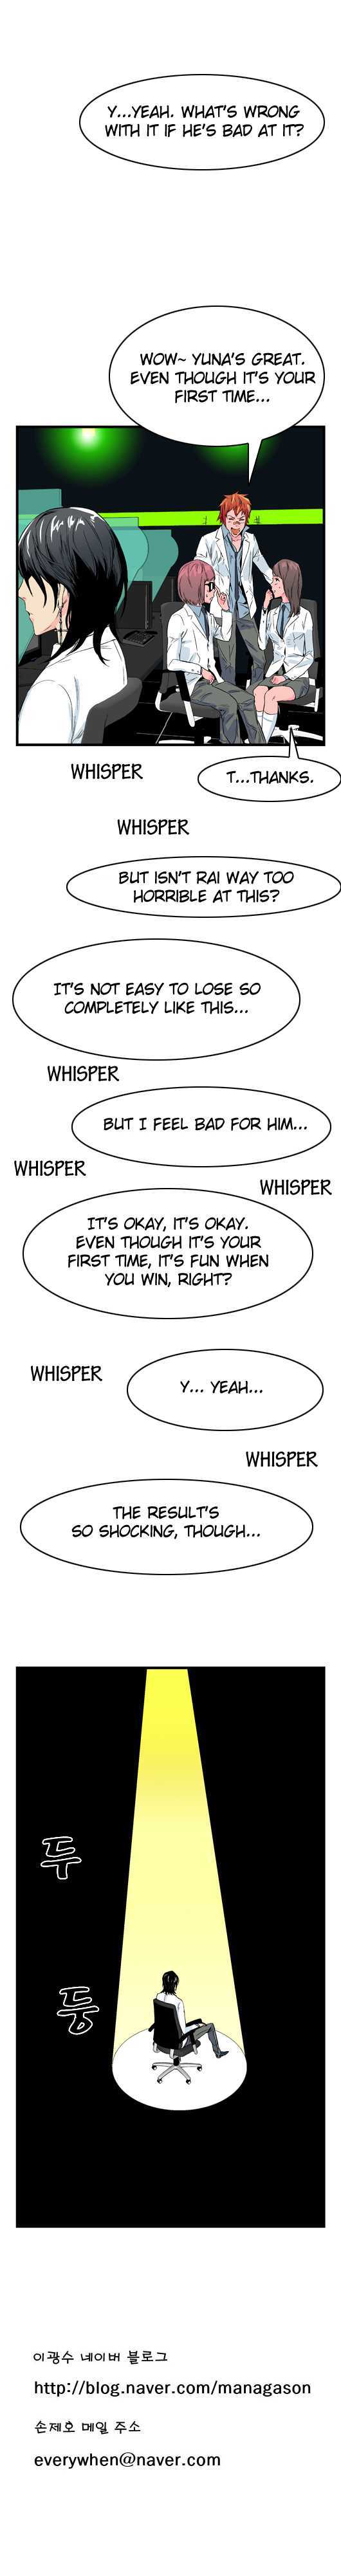 Y...YEAH. WHAT'S WRONG
WITH IT IF HE'S BAD AT IT?
WOW~ YUNA'S GREAT.
EVEN THOUGH IT'S YOUR
FIRST TIME...
WHISPER
T...THANKS.
WHISPER
BUT ISN'T RAI WAY TOO
HORRIBLE AT THIS?
IT'S NOT EASY TO LOSE SO
COMPLETELY LIKE THIS...
WHISPER
BUT I FEEL BAD FOR HIM...
WHISPER
WHISPER
IT'S OKAY, IT'S OKAY.
EVEN THOUGH IT'S YOUR
FIRST TIME, IT'S FUN WHEN
YOU WIN, RIGHT?
WHISPER
Y... YEAH...
WHISPER
THE RESULT'S
SO SHOCKING, THOUGH...
두
둥
이광수 네이버 블로그
http://blog.naver.com/managason
손제호 메일 주소
everywhen@naver.com